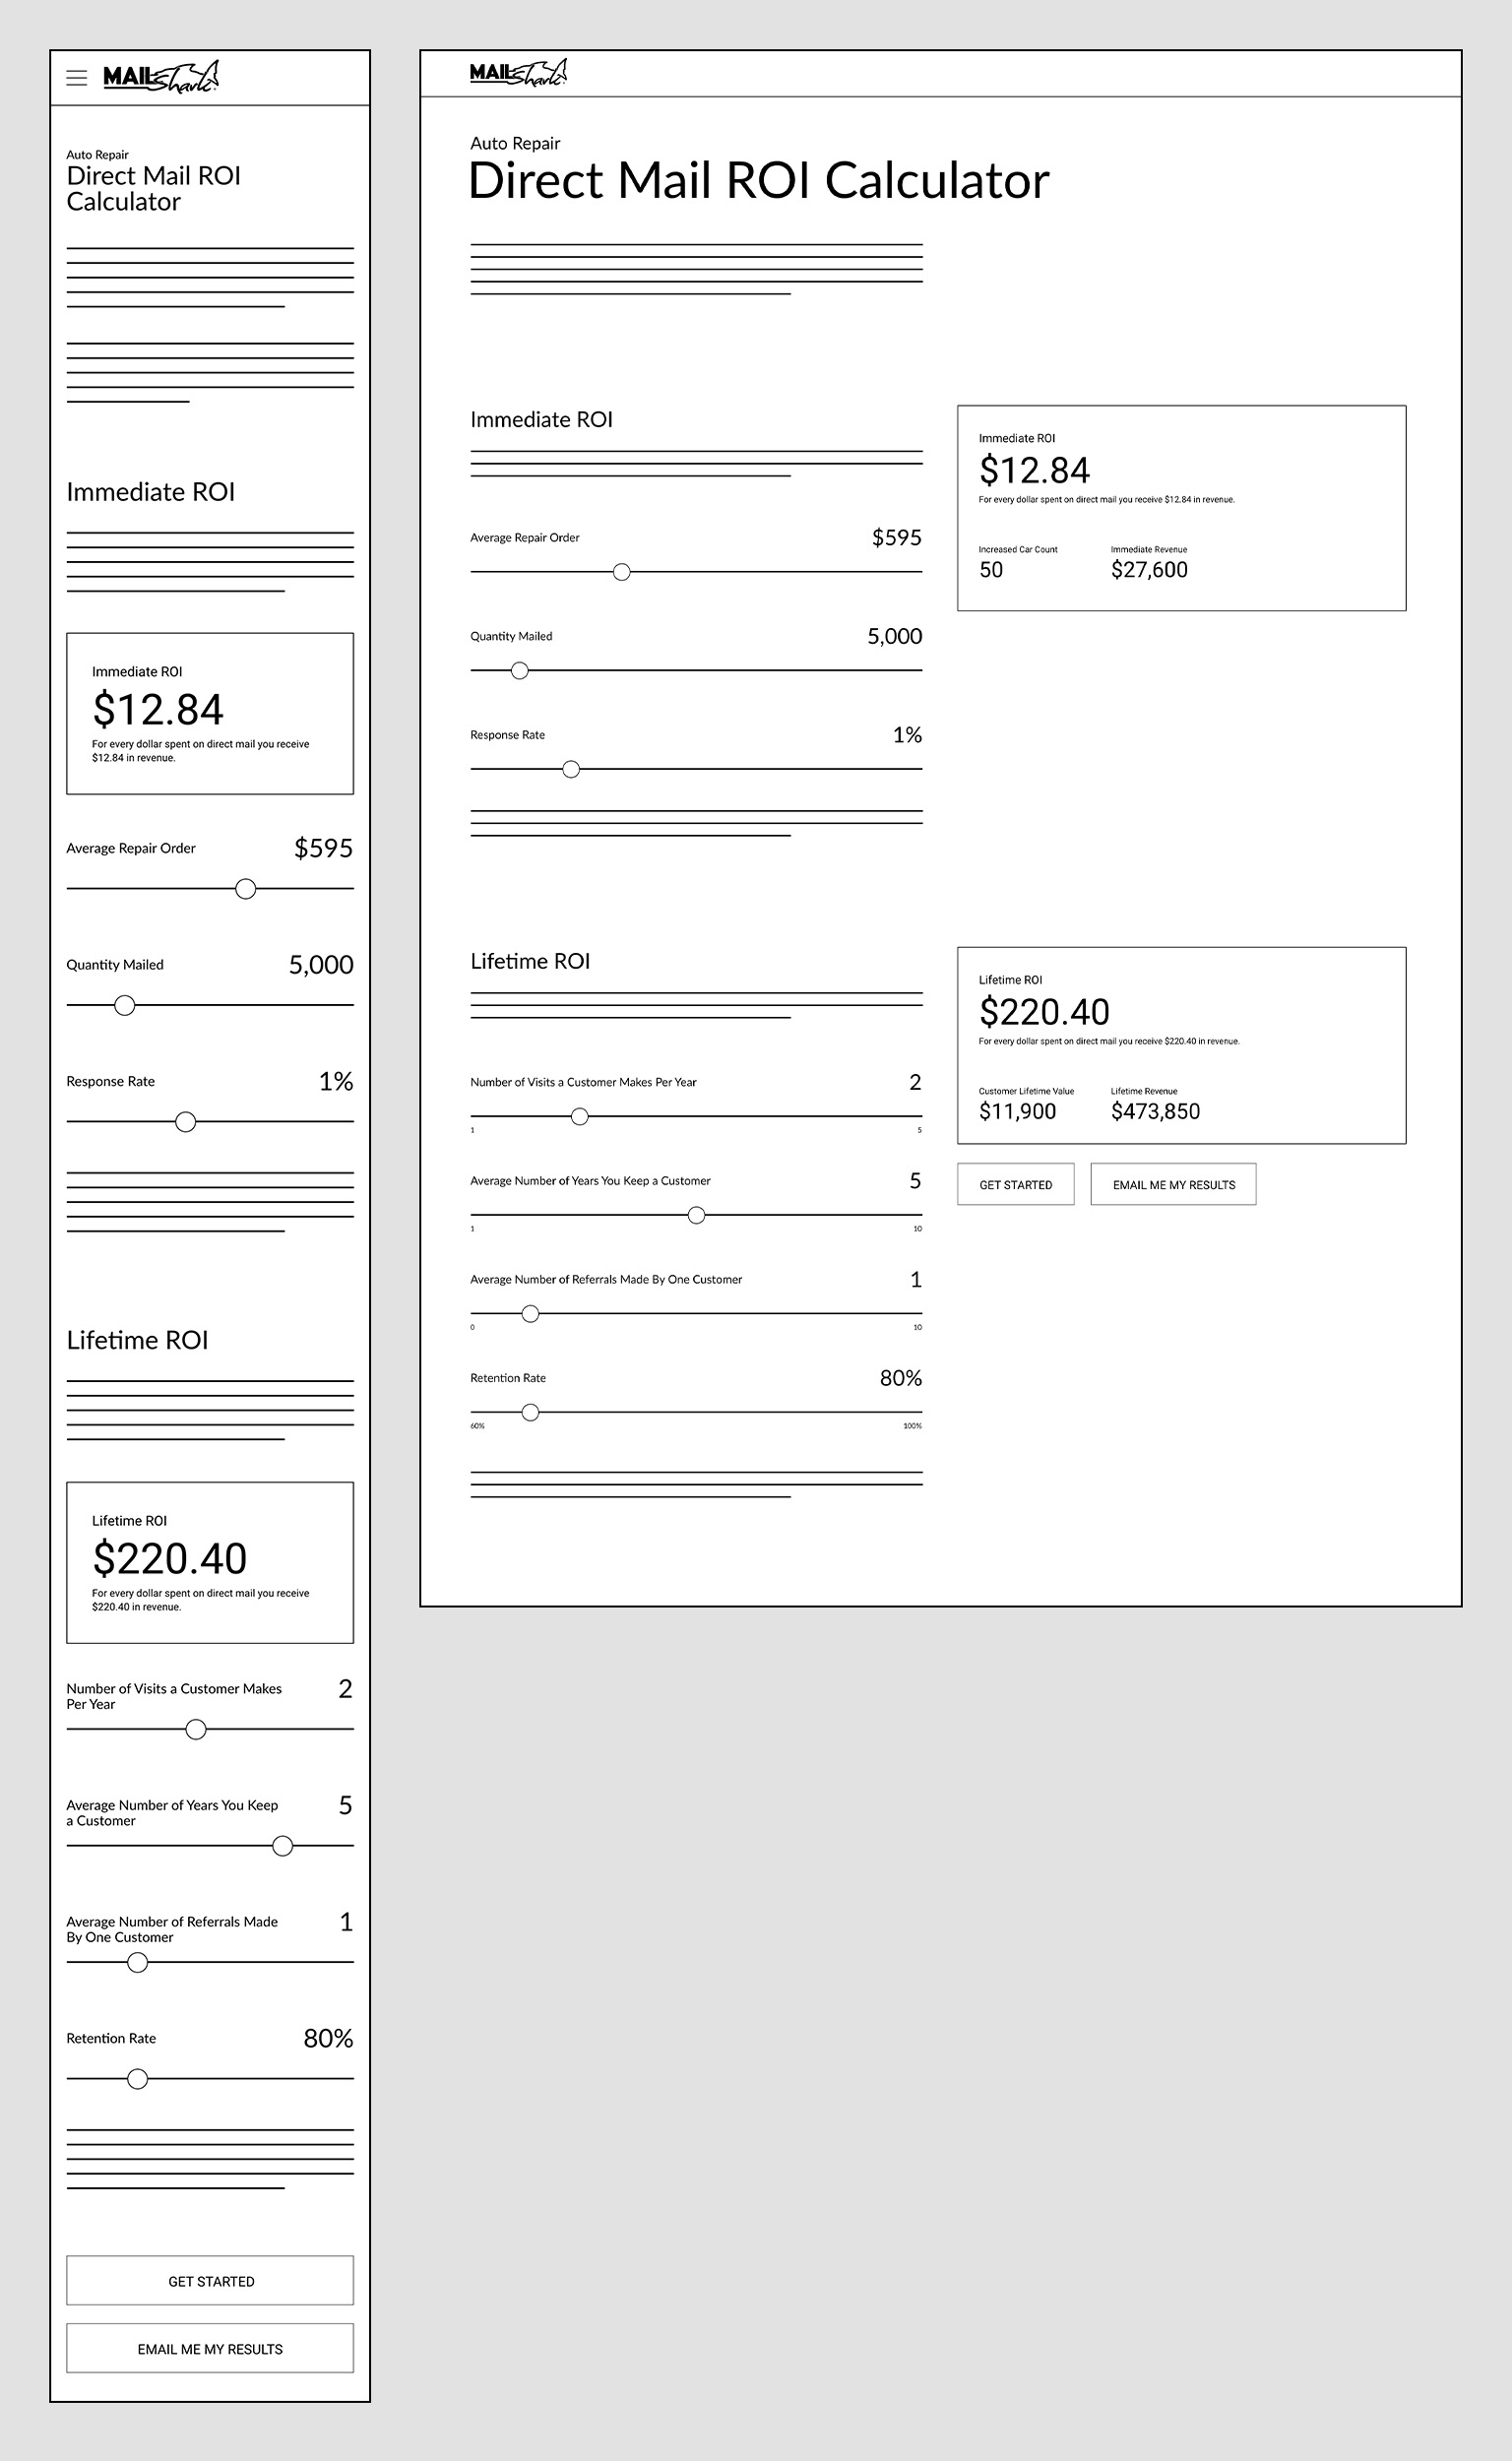 MAIL Shark
Auto Repair
Direct Mail ROI
Calculator
Immediate ROI
Immediate ROI
$12.84
For every dollar spent on direct mail you receive
$12.84 in revenue.
Average Repair Order $595
Quantity Mailed 5,000
Response Rate 1%
Lifetime ROI
Lifetime ROI
$220.40
For every dollar spent on direct mail you receive
$220.40 in revenue.
Number of Visits a Customer Makes 2
Per Year
Average Number of Years You Keep 5
a Customer
Average Number of Referrals Made 1
By One Customer
Retention Rate 80%
GET STARTED
EMAIL ME MY RESULTS
MAIL Shark
Auto Repair
Direct Mail ROI Calculator
Immediate ROI
Average Repair Order $595
Quantity Mailed 5,000
Response Rate 1%
Immediate ROI
$12.84
For every dollar spent on direct mail you receive $12.84 in revenue.
Increased Car Count Immediate Revenue
50 $27,600
Lifetime ROI
Number of Visits a Customer Makes Per Year 2
1 5
Average Number of Years You Keep a Customer 5
1 10
Average Number of Referrals Made By One Customer 1
0 10
Retention Rate 80%
60% 100%
Lifetime ROI
$220.40
For every dollar spent on direct mail you receive $220.40 in revenue.
Customer Lifetime Value Lifetime Revenue
$11,900 $473,850
GET STARTED EMAIL ME MY RESULTS